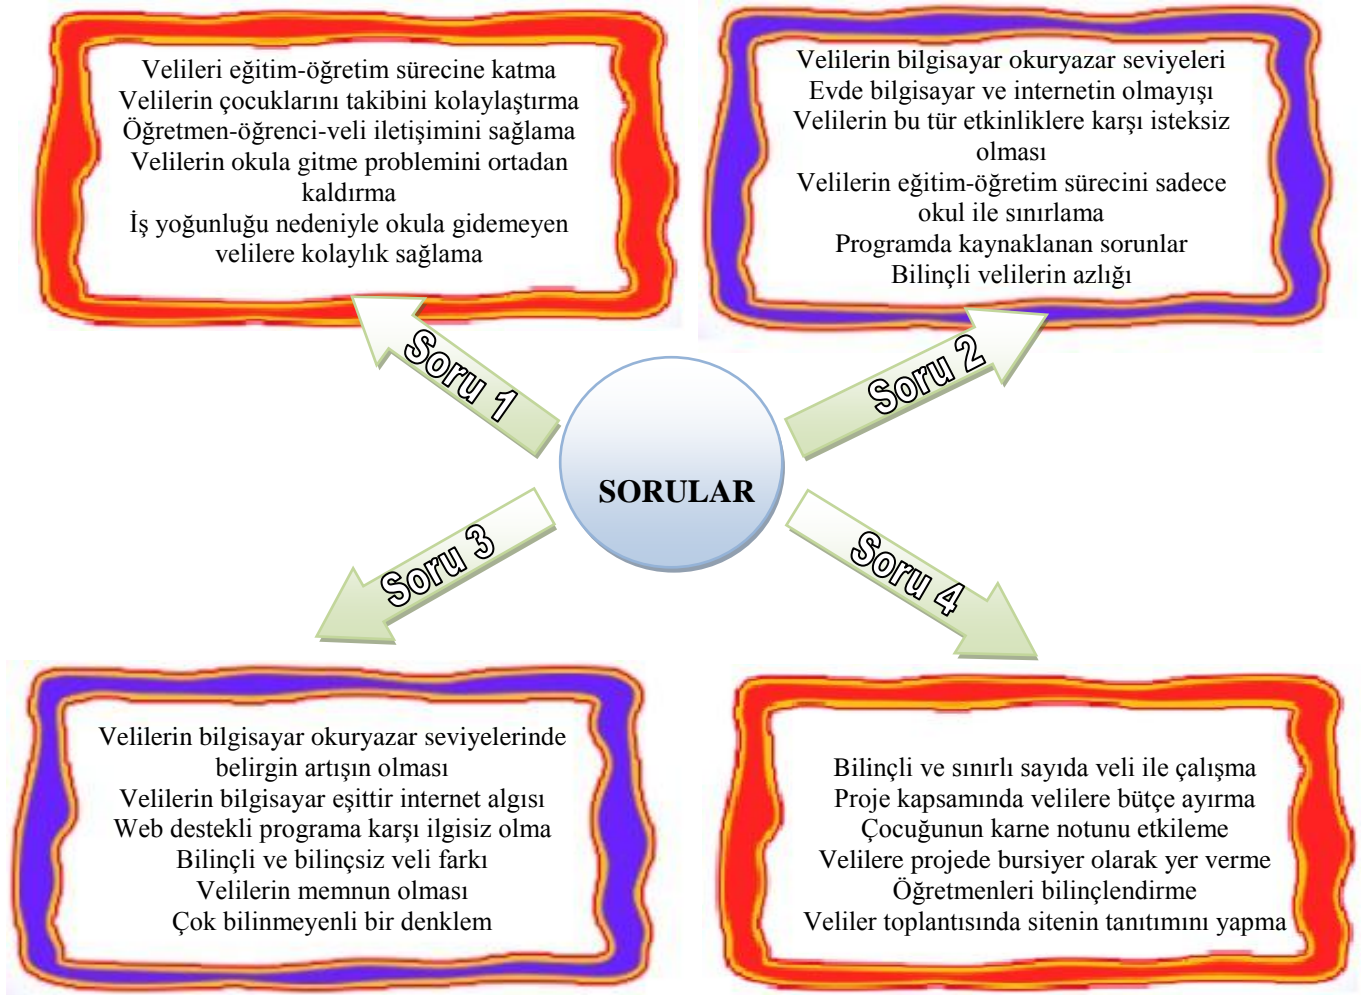 Velileri eğitim-öğretim sürecine katma
Velilerin çocuklarını takibini kolaylaştırma
Öğretmen-öğrenci-veli iletişimini sağlama
Velilerin okula gitme problemini ortadan
kaldırma
İş yoğunluğu nedeniyle okula gidemeyen
velilere kolaylık sağlama
Velilerin bilgisayar okuryazar seviyeleri
Evde bilgisayar ve internetin olmayışı
Velilerin bu tür etkinliklere karşı isteksiz
olması
Velilerin eğitim-öğretim sürecini sadece
okul ile sınırlama
Programda kaynaklanan sorunlar
Bilinçli velilerin azlığı
Soru 1
Soru 2
SORULAR
Soru 3
Soru 4
Velilerin bilgisayar okuryazar seviyelerinde
belirgin artışın olması
Velilerin bilgisayar eşittir internet algısı
Web destekli programa karşı ilgisiz olma
Bilinçli ve bilinçsiz veli farkı
Velilerin memnun olması
Çok bilinmeyenli bir denklem
Bilinçli ve sınırlı sayıda veli ile çalışma
Proje kapsamında velilere bütçe ayırma
Çocuğunun karne notunu etkileme
Velilere projede bursiyer olarak yer verme
Öğretmenleri bilinçlendirme
Veliler toplantısında sitenin tanıtımını yapma